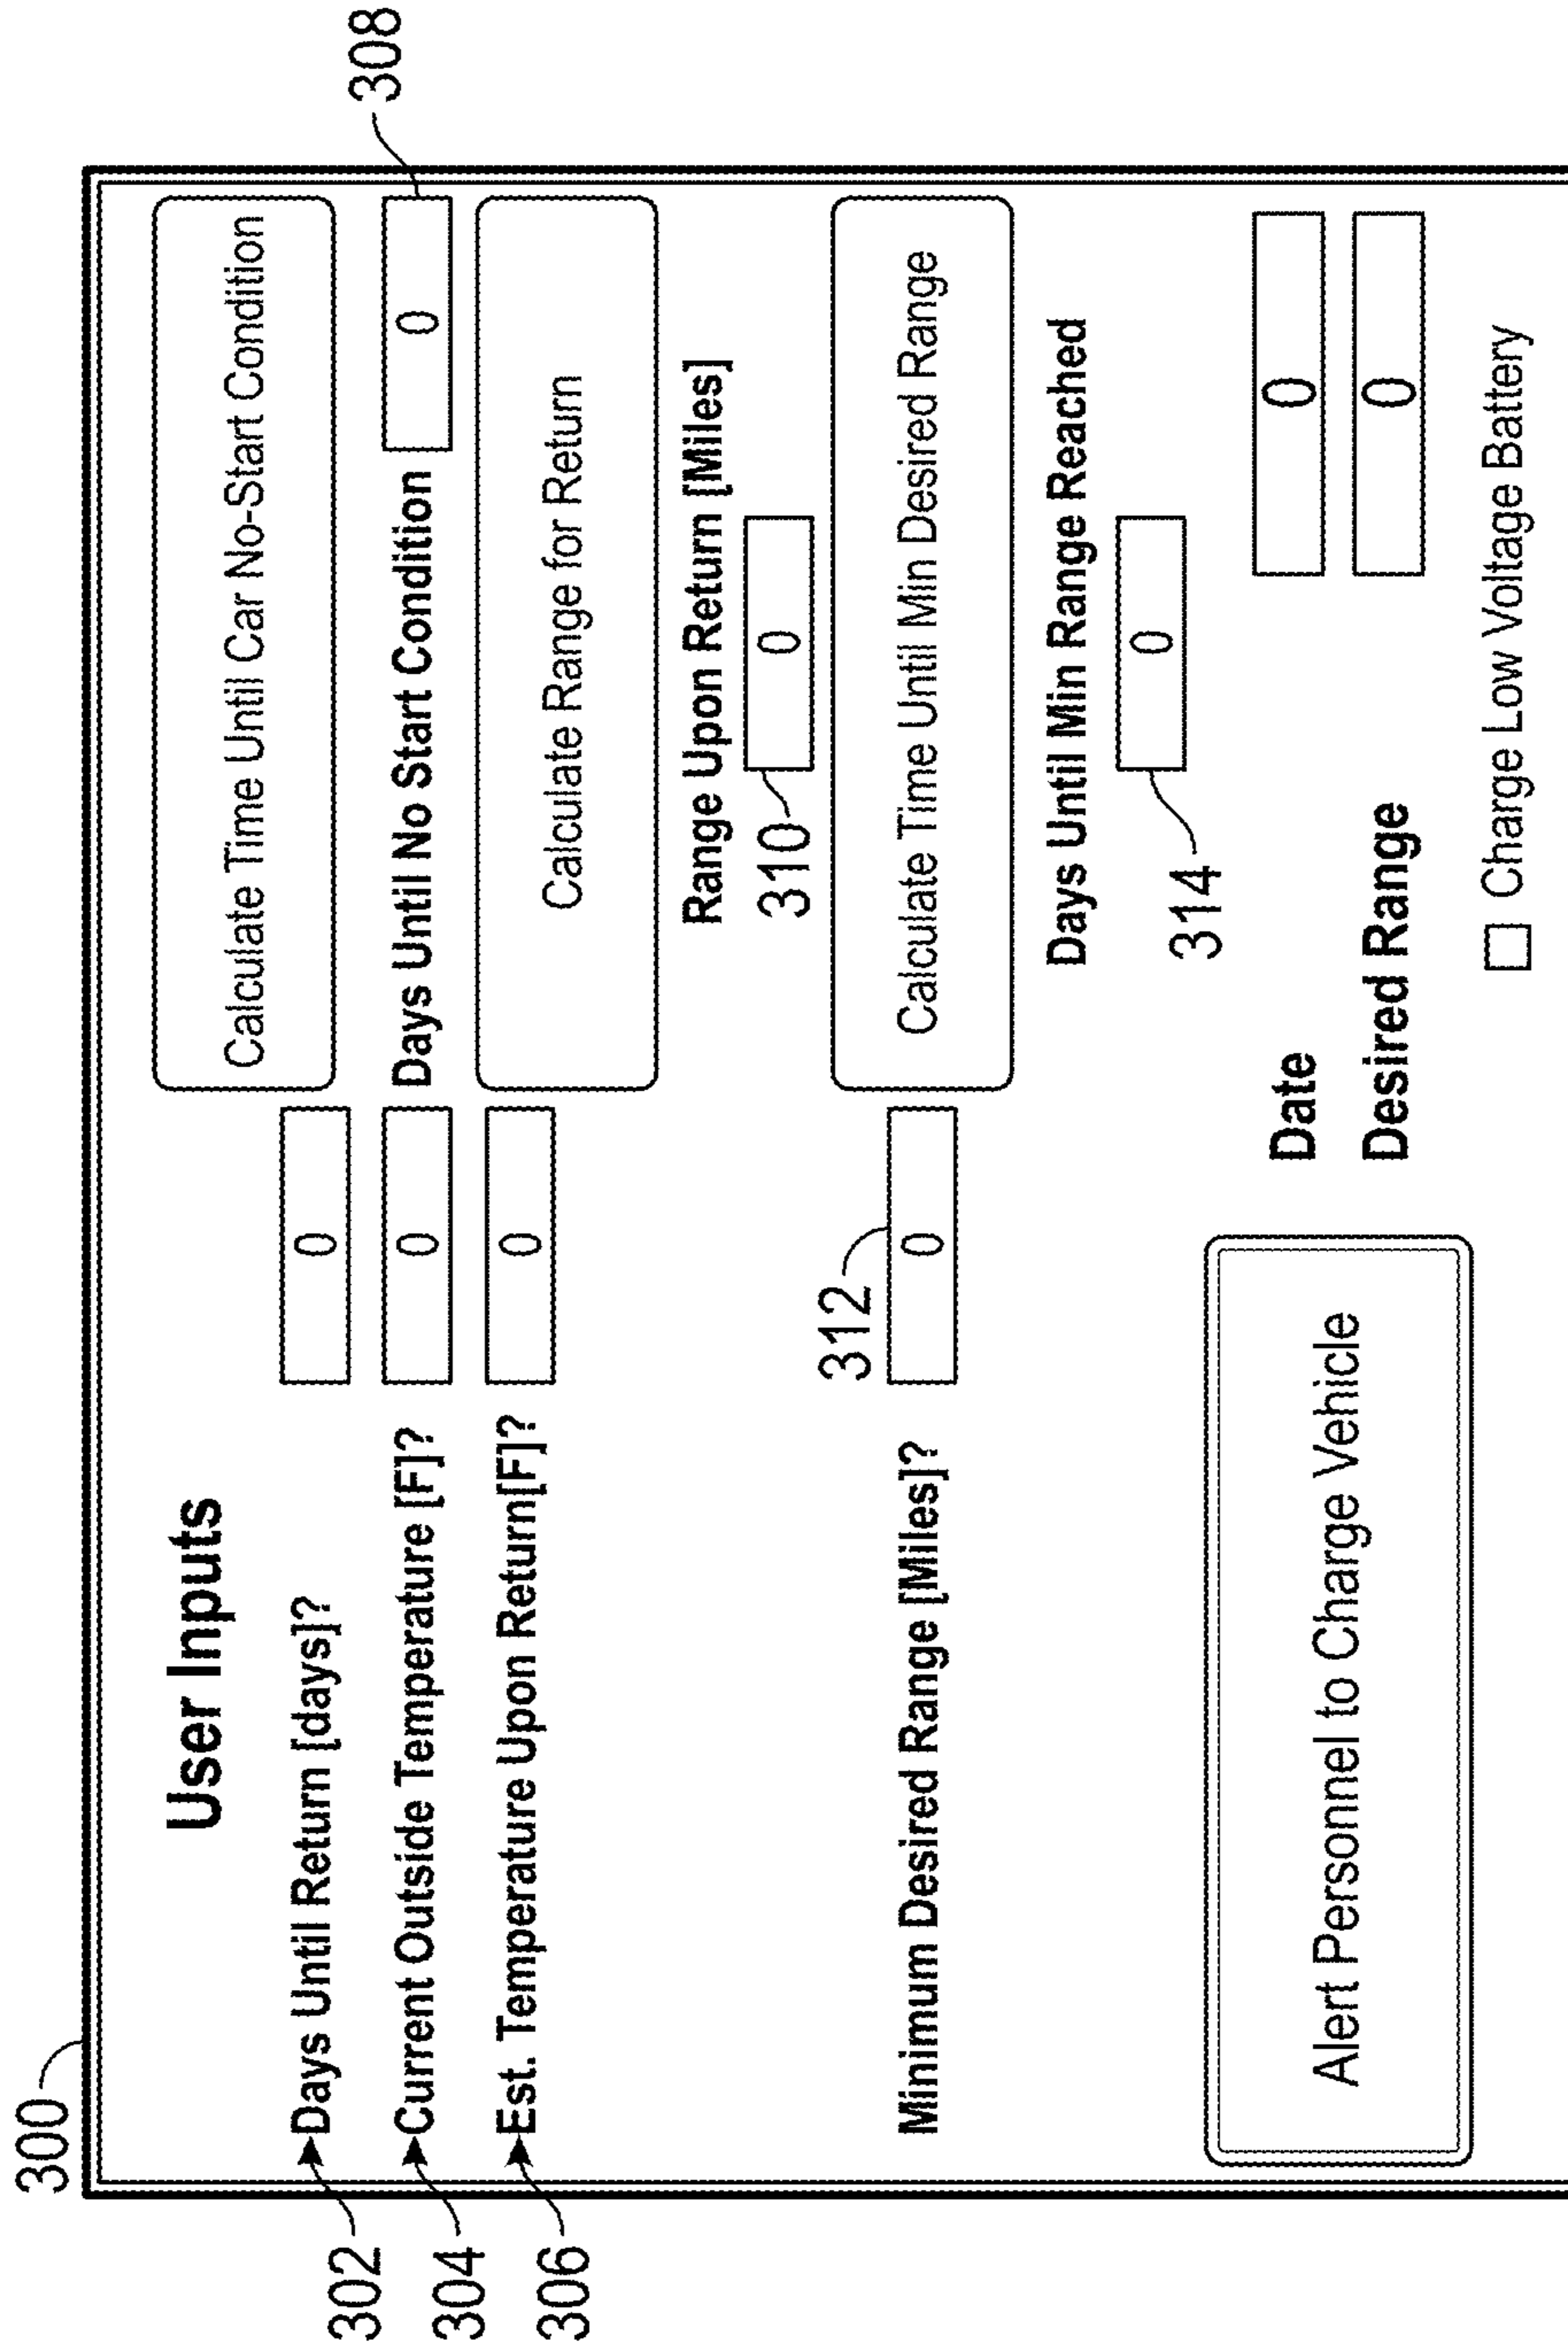 300
User Inputs
Calculate Time Until Car No-Start Condition
302
Days Until Return [days]?
0
304
Current Outside Temperature [F]?
0
Days Until No Start Condition
0
308
306
Est. Temperature Upon Return[F]?
0
Calculate Range for Return
Range Upon Return [Miles]
310
0
312
Minimum Desired Range [Miles]?
0
Calculate Time Until Min Desired Range
Days Until Min Range Reached
314
0
Alert Personnel to Charge Vehicle
Date
0
Desired Range
0
Charge Low Voltage Battery